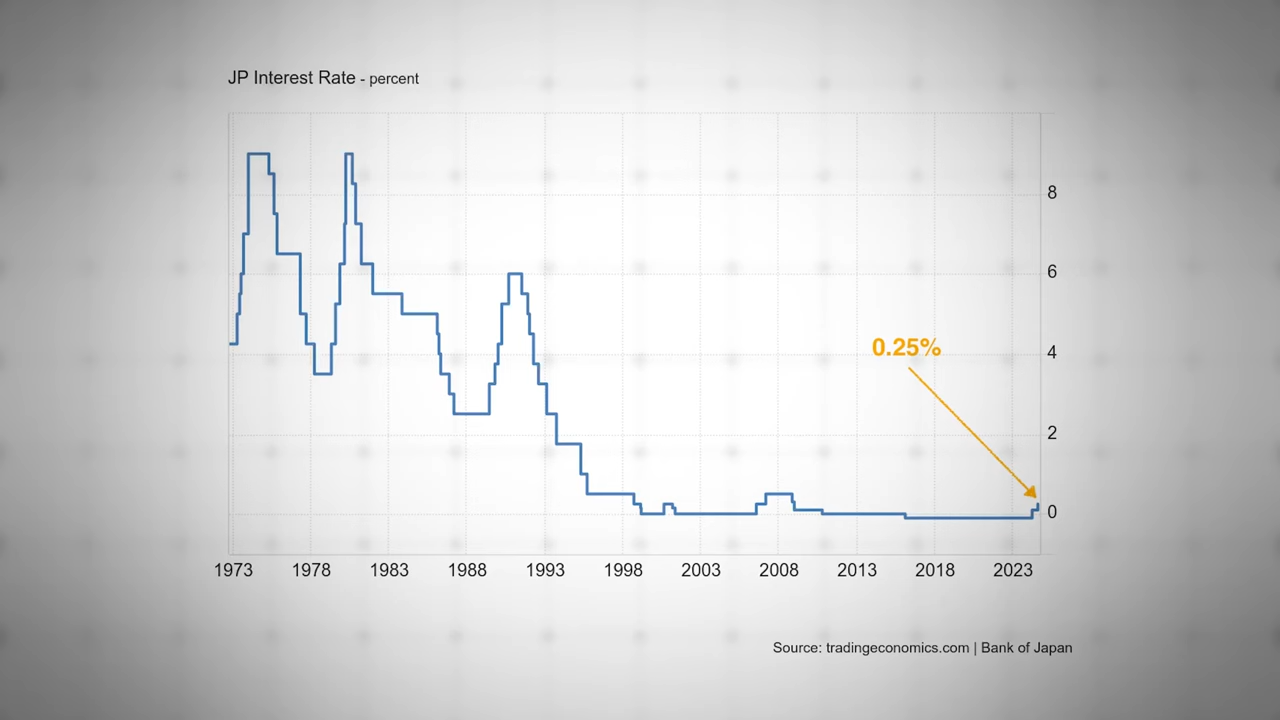 JP Interest Rate - percent
8
6
0.25%
4
2
0
1973 1978 1983 1988 1993 1998 2003 2008 2013 2018 2023
Source: tradingeconomics.com | Bank of Japan